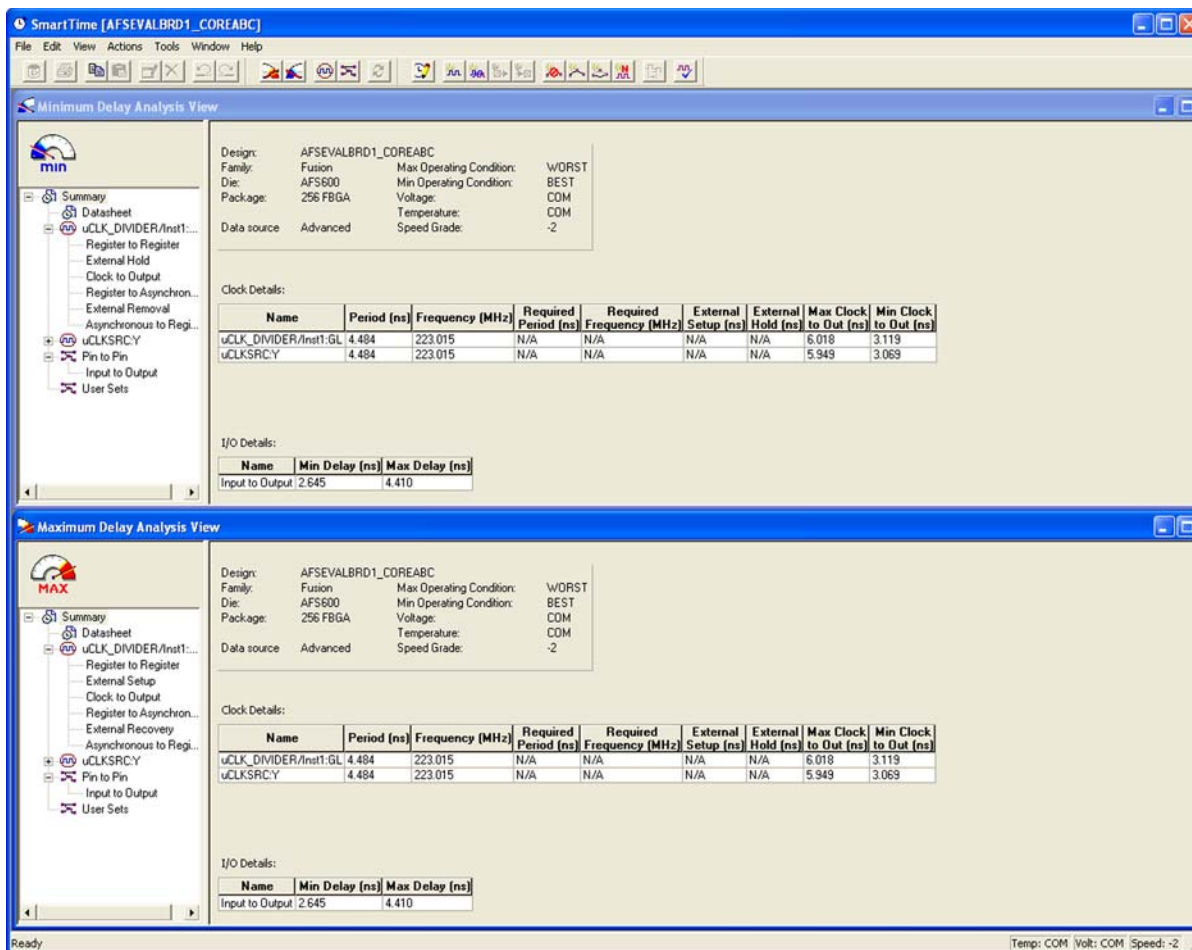 SmartTime [AFSEVALBRD1_COREABC]
File Edit View Actions Tools Window Help
Minimum Delay Analysis View
min
Summary
Datasheet
uCLK_DIVIDER/Inst1:...
Register to Register
External Hold
Clock to Output
Register to Asynchron...
External Removal
Asynchronous to Regi...
uCLKSRC:Y
Pin to Pin
Input to Output
User Sets
Design: AFSEVALBRD1_COREABC
Family: Fusion Max Operating Condition: WORST
Die: AFS600 Min Operating Condition: BEST
Package: 256 FBGA Voltage: COM
Temperature: COM
Data source Advanced Speed Grade: -2
Clock Details:
Name Period (ns) Frequency (MHz) Required Period (ns) Required Frequency (MHz) External Setup (ns) External Hold (ns) Max Clock to Out (ns) Min Clock to Out (ns)
uCLK_DIVIDER/Inst1:GL 4.484 223.015 N/A N/A N/A N/A 6.018 3.119
uCLKSRC:Y 4.484 223.015 N/A N/A N/A N/A 5.949 3.069
I/O Details:
Name Min Delay (ns) Max Delay (ns)
Input to Output 2.645 4.410
Maximum Delay Analysis View
MAX
Summary
Datasheet
uCLK_DIVIDER/Inst1:...
Register to Register
External Setup
Clock to Output
Register to Asynchron...
External Recovery
Asynchronous to Regi...
uCLKSRC:Y
Pin to Pin
Input to Output
User Sets
Design: AFSEVALBRD1_COREABC
Family: Fusion Max Operating Condition: WORST
Die: AFS600 Min Operating Condition: BEST
Package: 256 FBGA Voltage: COM
Temperature: COM
Data source Advanced Speed Grade: -2
Clock Details:
Name Period (ns) Frequency (MHz) Required Period (ns) Required Frequency (MHz) External Setup (ns) External Hold (ns) Max Clock to Out (ns) Min Clock to Out (ns)
uCLK_DIVIDER/Inst1:GL 4.484 223.015 N/A N/A N/A N/A 6.018 3.119
uCLKSRC:Y 4.484 223.015 N/A N/A N/A N/A 5.949 3.069
I/O Details:
Name Min Delay (ns) Max Delay (ns)
Input to Output 2.645 4.410
Ready Temp: COM Volt: COM Speed: -2